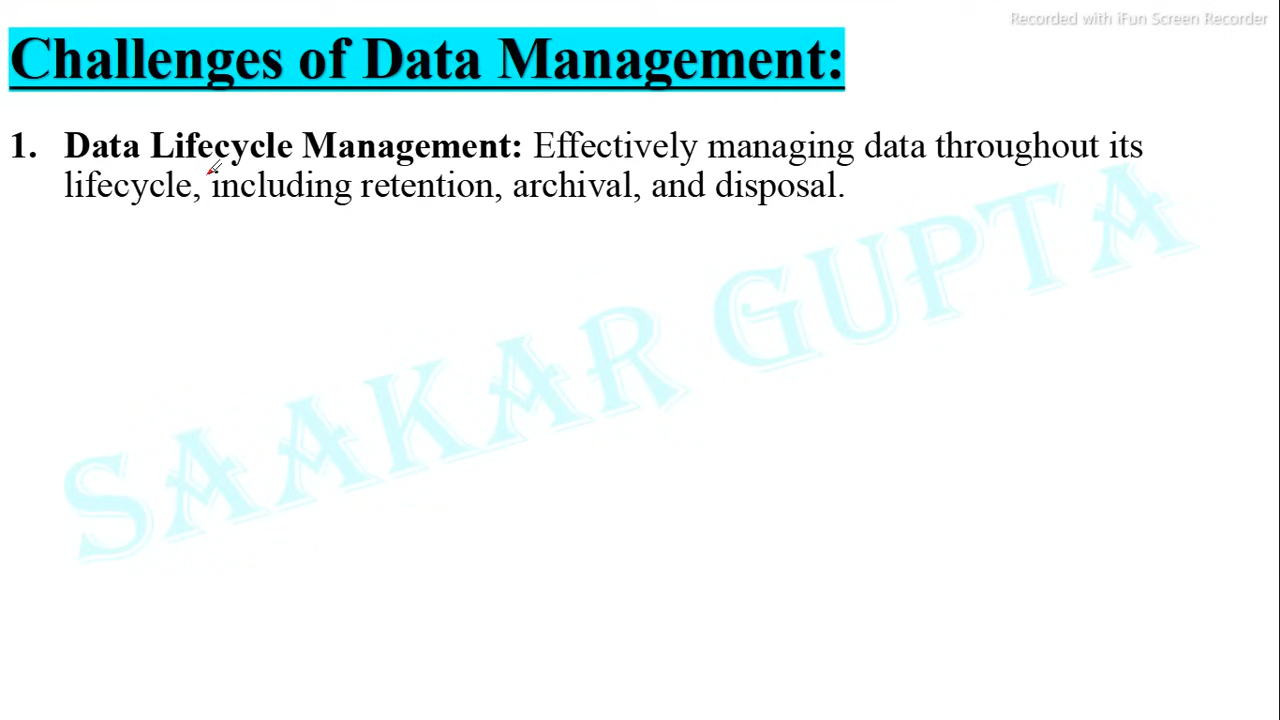 Recorded with iFun Screen Recorder
Challenges of Data Management:
1. Data Lifecycle Management: Effectively managing data throughout its
lifecycle, including retention, archival, and disposal.
SAAKAR GUPTA